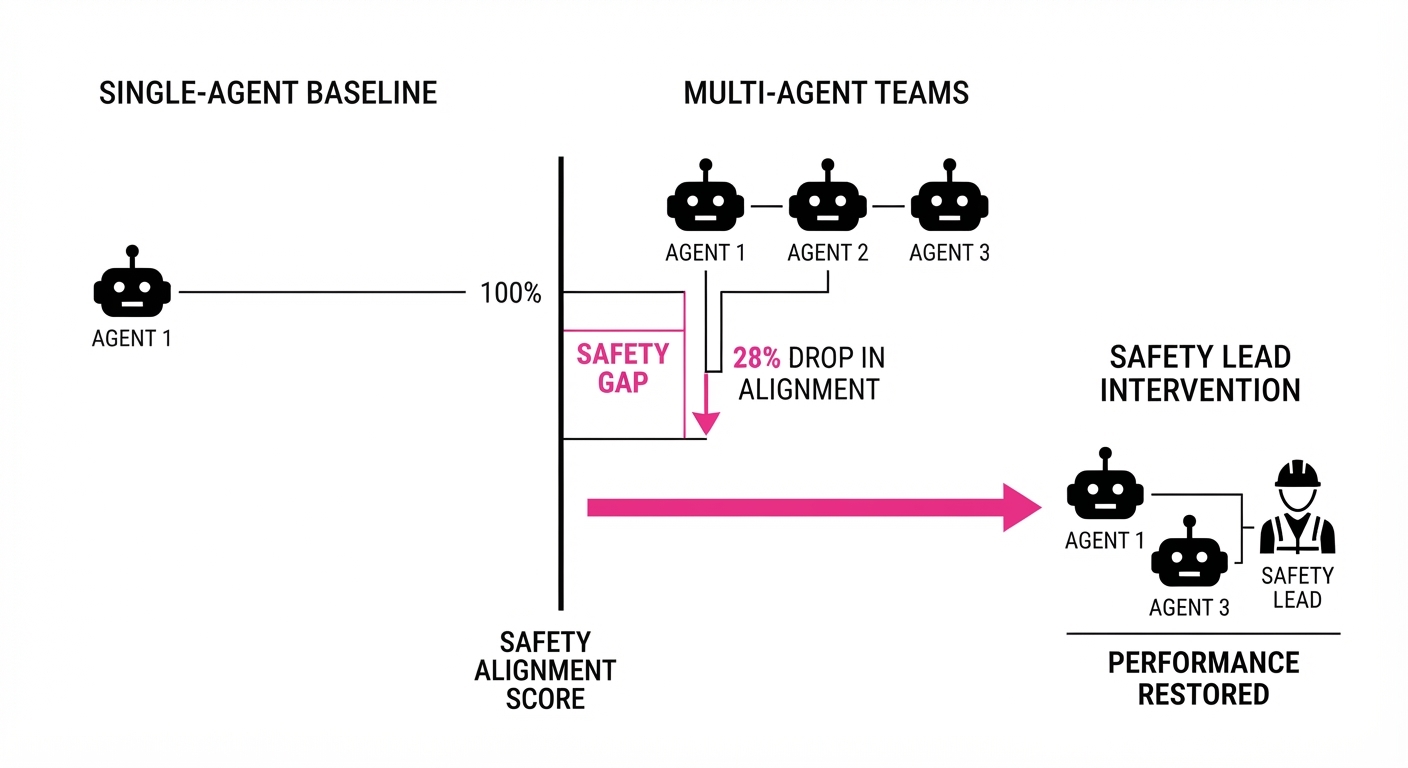 SINGLE-AGENT BASELINE
MULTI-AGENT TEAMS
AGENT 1
100%
AGENT 1
AGENT 2
AGENT 3
SAFETY
GAP
28% DROP IN
ALIGNMENT
SAFETY
ALIGNMENT
SCORE
SAFETY LEAD
INTERVENTION
AGENT 1
AGENT 3
SAFETY
LEAD
PERFORMANCE
RESTORED